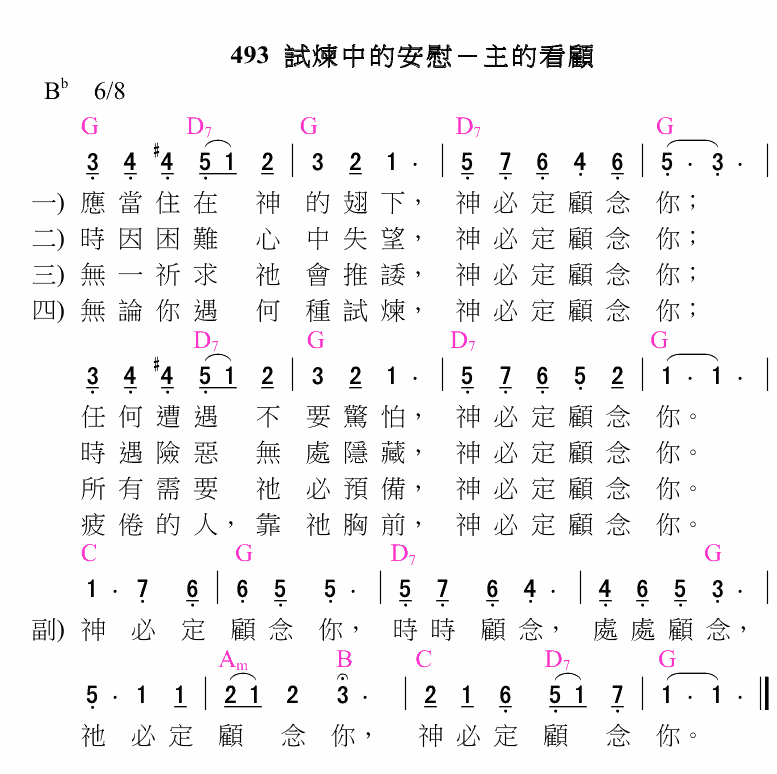 493 試煉中的安慰－主的看顧
Bb 6/8
G D7 G D7 G
3 4 #4 5 1 2 | 3 2 1 · | 5 7 6 4 6 | 5 · 3 · |
一) 應當住在 神 的翅下， 神必定顧念 你；
二) 時因困難 心 中失望， 神必定顧念 你；
三) 無一祈求 祂 會推諉， 神必定顧念 你；
四) 無論你遇 何 種試煉， 神必定顧念 你；
D7 G D7 G
3 4 #4 5 1 2 | 3 2 1 · | 5 7 6 5 2 | 1 · 1 · |
任何遭遇 不 要驚怕， 神必定顧念 你。
時遇險惡 無 處隱藏， 神必定顧念 你。
所有需要 祂 必預備， 神必定顧念 你。
疲倦的人，靠 祂胸前， 神必定顧念 你。
C G D7 G
1 · 7 6 | 6 5 5 · | 5 7 6 4 · | 4 6 5 3 · |
副) 神 必 定 顧念 你， 時時 顧念， 處處顧念，
Am B C D7 G
5 · 1 1 | 2 1 2 3 · | 2 1 6 5 1 7 | 1 · 1 · ‖
祂 必定 顧 念 你， 神必定 顧 念 你。